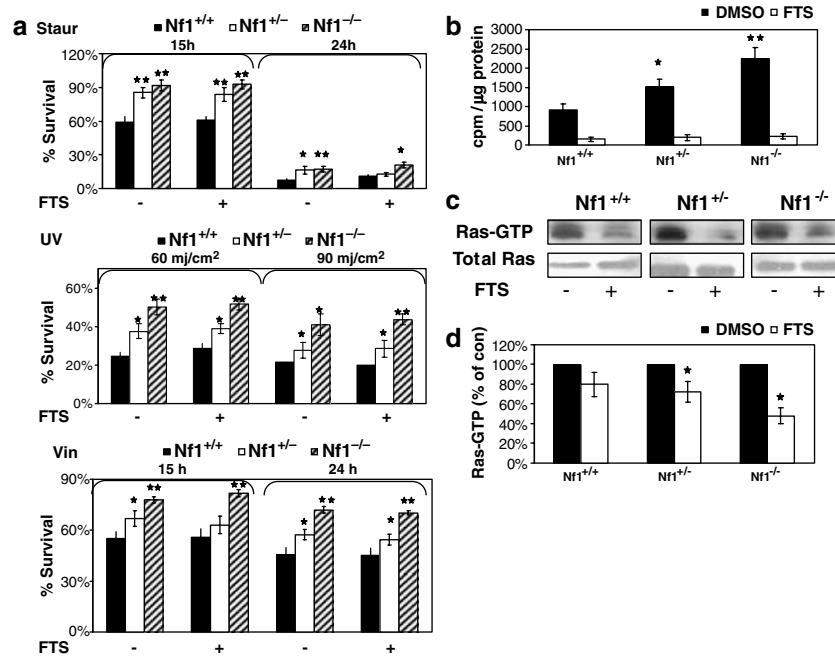 a
Staur
Nf1+/+ Nf1+/- Nf1−/−
15h 24h
% Survival
120%
90%
60%
30%
0%
FTS - + - +
UV
Nf1+/+ Nf1+/- Nf1−/−
60 mj/cm2 90 mj/cm2
% Survival
60%
40%
20%
0%
FTS - + - +
Vin
Nf1+/+ Nf1+/- Nf1−/−
15 h 24 h
% Survival
90%
60%
30%
0%
FTS - + - +
b
DMSO FTS
cpm /µg protein
3000
2500
2000
1500
1000
500
0
Nf1+/+ Nf1+/- Nf1-/-
c
Nf1+/+ Nf1+/- Nf1-/-
Ras-GTP
Total Ras
FTS - + - + - +
d
DMSO FTS
Ras-GTP (% of con)
120%
100%
80%
60%
40%
20%
0%
Nf1+/+ Nf1+/- Nf1-/-